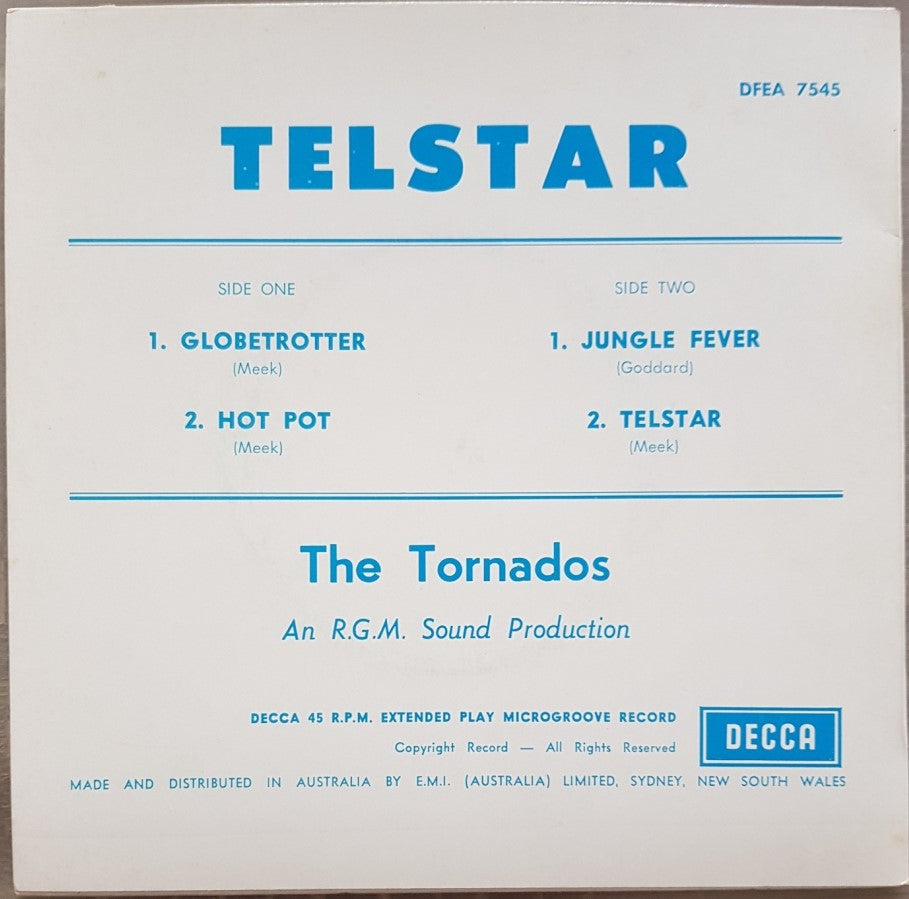 DFEA 7545
TELSTAR
SIDE ONE
1. GLOBETROTTER
(Meek)
2. HOT POT
(Meek)
SIDE TWO
1. JUNGLE FEVER
(Goddard)
2. TELSTAR
(Meek)
The Tornados
An R.G.M. Sound Production
DECCA 45 R.P.M. EXTENDED PLAY MICROGROOVE RECORD
Copyright Record — All Rights Reserved
DECCA
MADE AND DISTRIBUTED IN AUSTRALIA BY E.M.I. (AUSTRALIA) LIMITED, SYDNEY, NEW SOUTH WALES